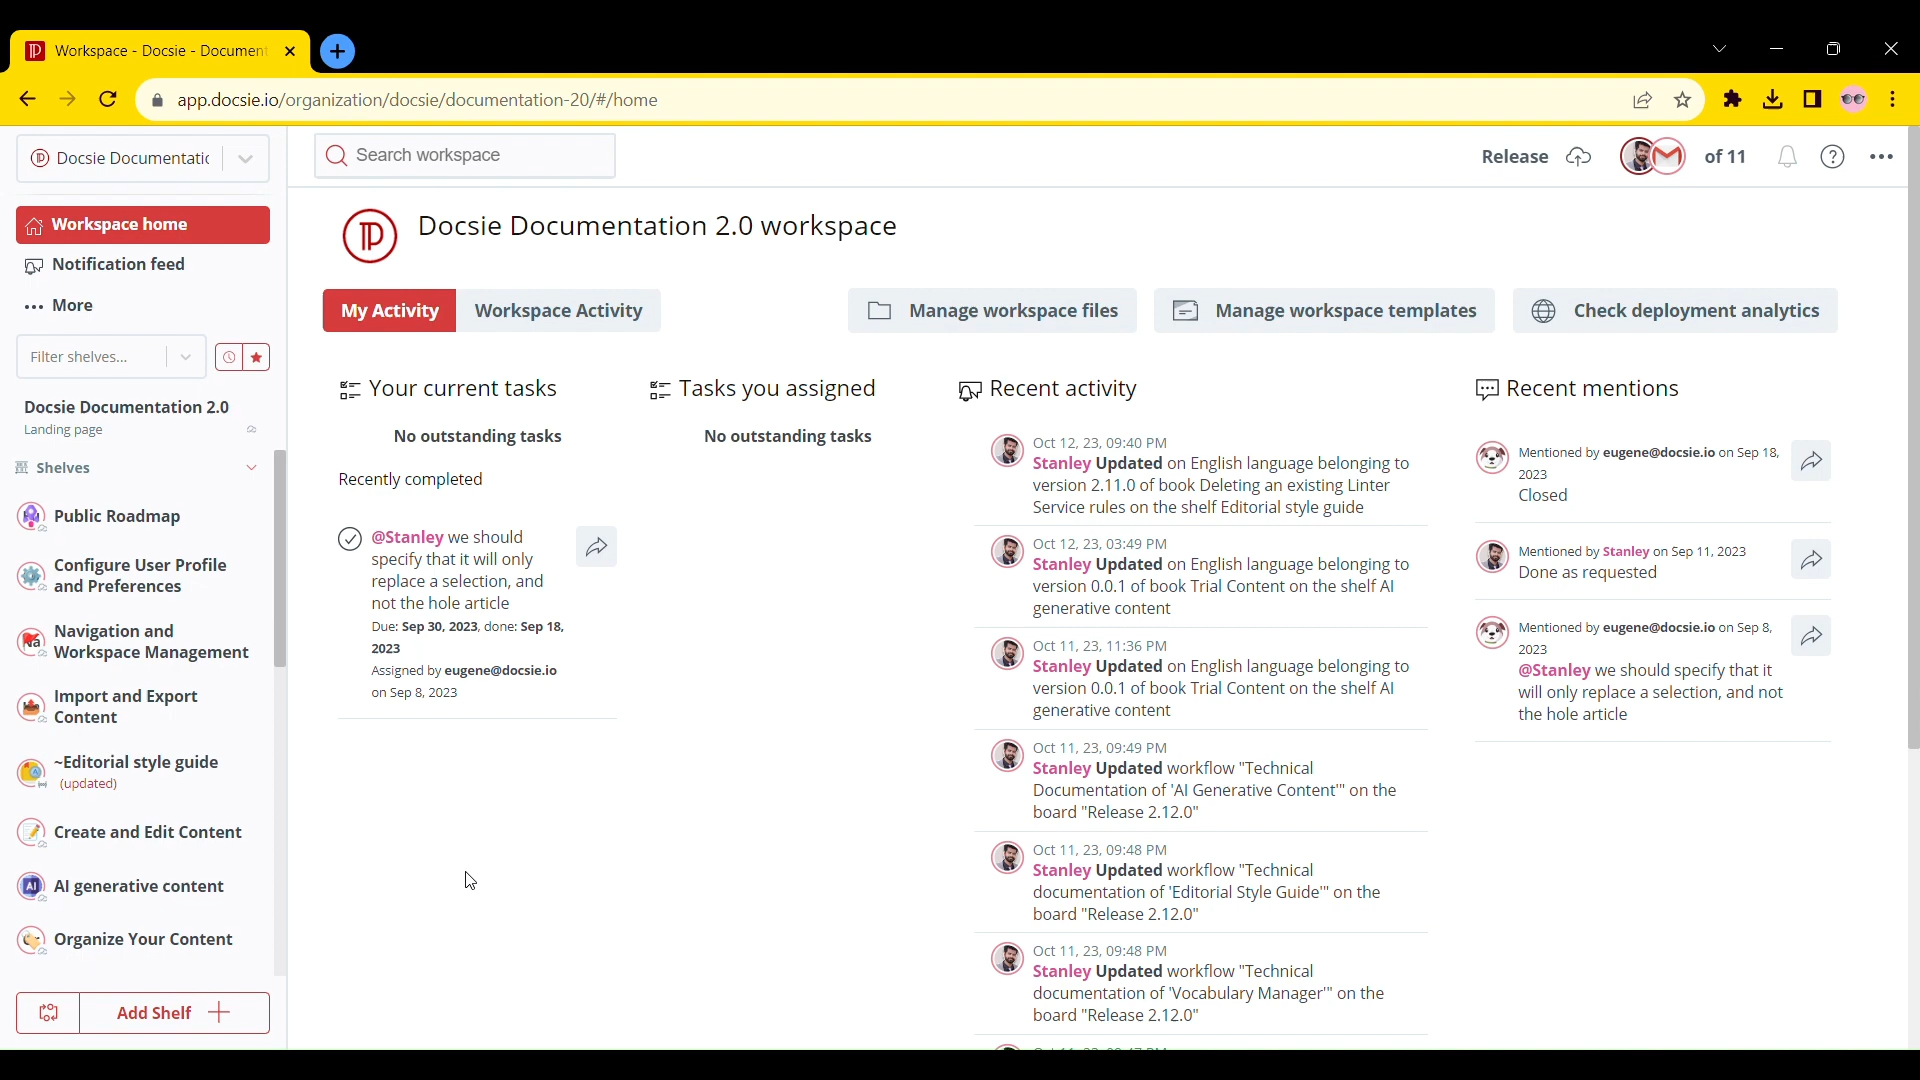 Workspace - Docsie - Document
app.docsie.io/organization/docsie/documentation-20/#/home
Docsie Documentatic
Search workspace
Release
of 11
Workspace home
Notification feed
More
Filter shelves...
Docsie Documentation 2.0
Landing page
Shelves
Public Roadmap
Configure User Profile
and Preferences
Na
Navigation and
Workspace Management
Import and Export
Content
~Editorial style guide
(updated)
Create and Edit Content
AI
AI generative content
Organize Your Content
Add Shelf
Docsie Documentation 2.0 workspace
My Activity
Workspace Activity
Manage workspace files
Manage workspace templates
Check deployment analytics
Your current tasks
No outstanding tasks
Recently completed
@Stanley we should
specify that it will only
replace a selection, and
not the hole article
Due: Sep 30, 2023, done: Sep 18,
2023
Assigned by eugene@docsie.io
on Sep 8, 2023
Tasks you assigned
No outstanding tasks
Recent activity
Oct 12, 23, 09:40 PM
Stanley Updated on English language belonging to
version 2.11.0 of book Deleting an existing Linter
Service rules on the shelf Editorial style guide
Oct 12, 23, 03:49 PM
Stanley Updated on English language belonging to
version 0.0.1 of book Trial Content on the shelf AI
generative content
Oct 11, 23, 11:36 PM
Stanley Updated on English language belonging to
version 0.0.1 of book Trial Content on the shelf AI
generative content
Oct 11, 23, 09:49 PM
Stanley Updated workflow "Technical
Documentation of 'AI Generative Content'" on the
board "Release 2.12.0"
Oct 11, 23, 09:48 PM
Stanley Updated workflow "Technical
documentation of 'Editorial Style Guide'" on the
board "Release 2.12.0"
Oct 11, 23, 09:48 PM
Stanley Updated workflow "Technical
documentation of 'Vocabulary Manager'" on the
board "Release 2.12.0"
Recent mentions
Mentioned by eugene@docsie.io on Sep 18,
2023
Closed
Mentioned by Stanley on Sep 11, 2023
Done as requested
Mentioned by eugene@docsie.io on Sep 8,
2023
@Stanley we should specify that it
will only replace a selection, and not
the hole article